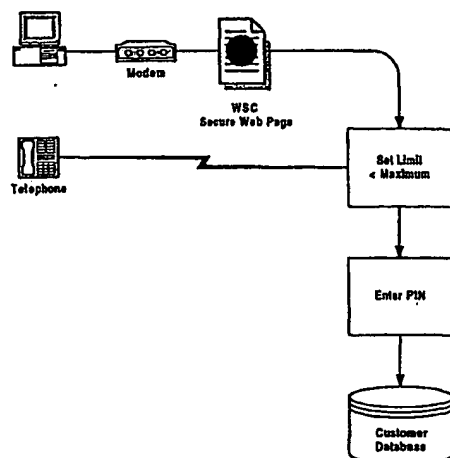 Modem
WSC
Secure Web Page
Telephone
Set Limit
< Maximum
Enter PIN
Customer
Database